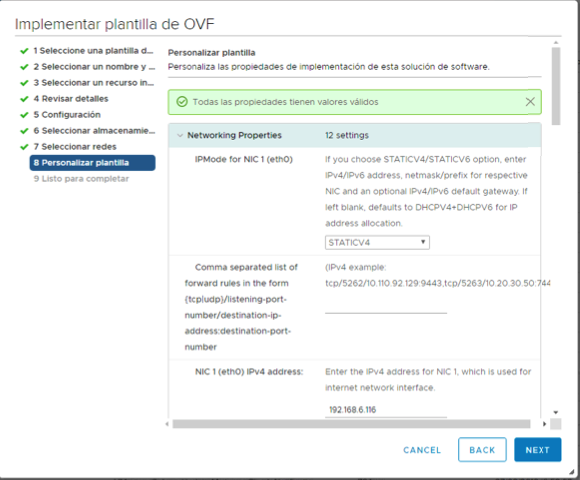 Implementar plantilla de OVF
1 Seleccione una plantilla d...
2 Seleccionar un nombre y ...
3 Seleccionar un recurso in...
4 Revisar detalles
5 Configuración
6 Seleccionar almacenamie...
7 Seleccionar redes
8 Personalizar plantilla
9 Listo para completar
Personalizar plantilla
Personaliza las propiedades de implementación de esta solución de software.
Todas las propiedades tienen valores válidos
Networking Properties 12 settings
IPMode for NIC 1 (eth0)
If you choose STATICV4/STATICV6 option, enter
IPv4/IPv6 address, netmask/prefix for respective
NIC and an optional IPv4/IPv6 default gateway. If
left blank, defaults to DHCPV4+DHCPV6 for IP
address allocation.
STATICV4
Comma separated list of
forward rules in the form
{tcp|udp}/listening-port-
number/destination-ip-
address:destination-port-
number
(IPv4 example:
tcp/5262/10.110.92.129:9443,tcp/5263/10.20.30.50:744
NIC 1 (eth0) IPv4 address:
Enter the IPv4 address for NIC 1, which is used for
internet network interface.
192.168.6.116
CANCEL BACK NEXT